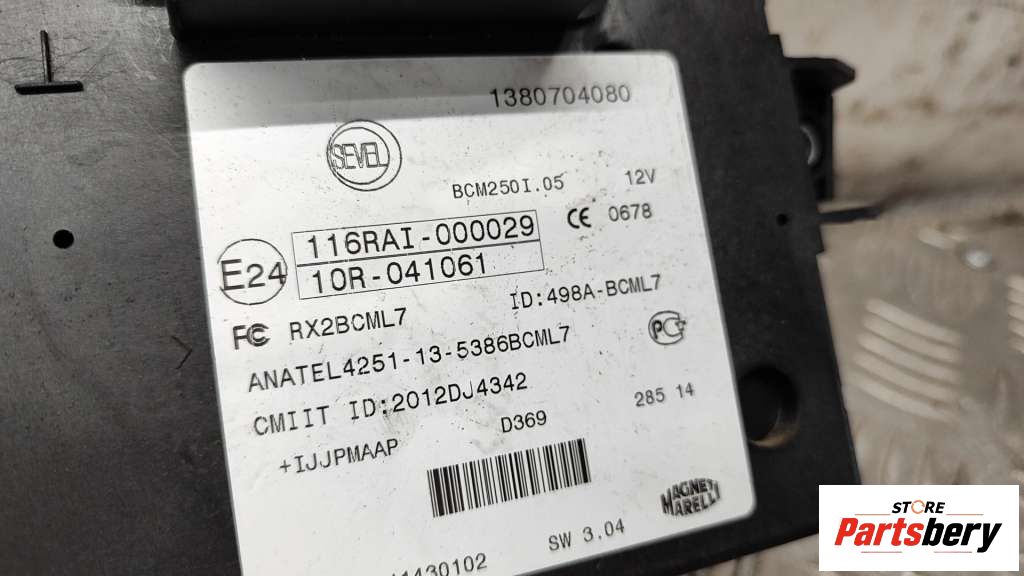 1380704080
SEVEL
BCM250I.05 12V
116RAI-000029 CE 0678
E24
10R-041061
FC RX2BCML7 ID:498A-BCML7
ANATEL4251-13-5386BCML7
CMIIT ID:2012DJ4342
+IJJPMAAP D369 285 14
MAGNETI
MARELLI
SW 3.04
1430102
STORE
Partsbery